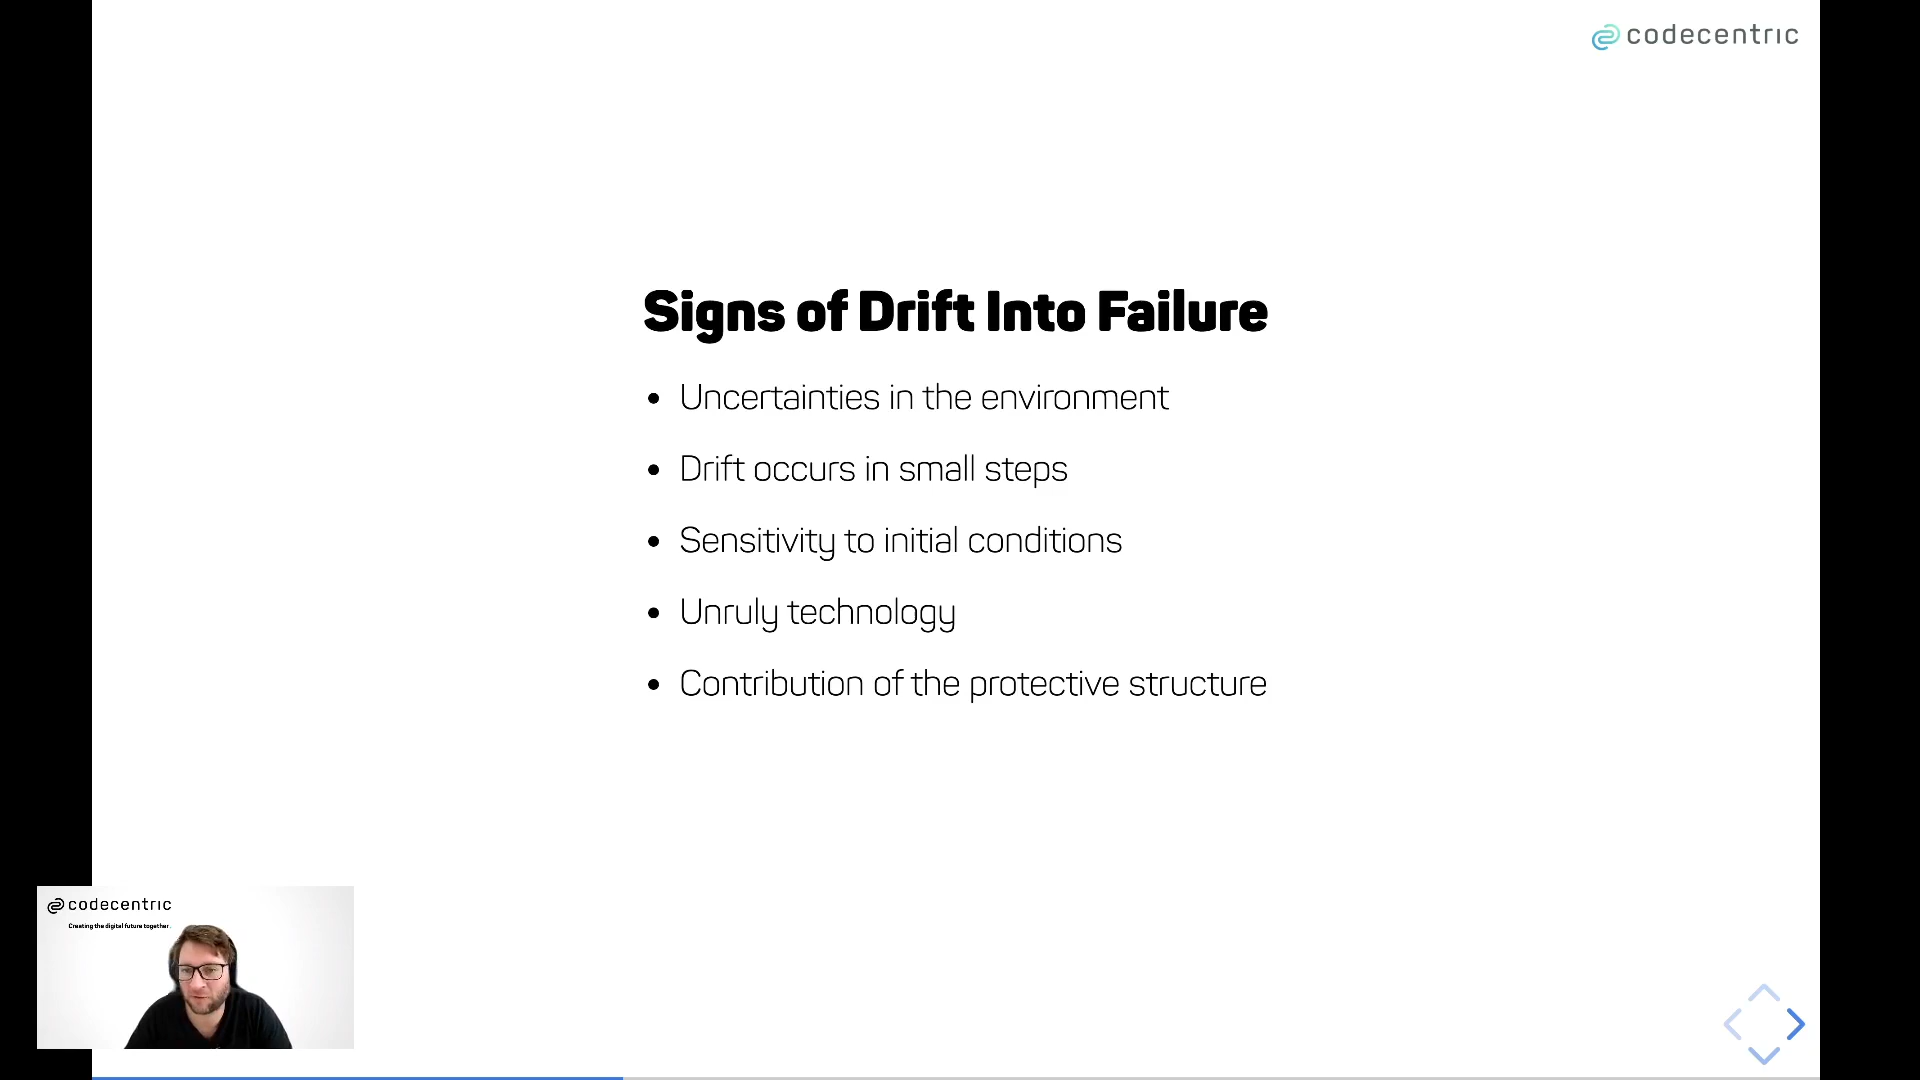 codecentric
Signs of Drift Into Failure
Uncertainties in the environment
Drift occurs in small steps
Sensitivity to initial conditions
Unruly technology
Contribution of the protective structure
codecentric
Creating the digital future together.